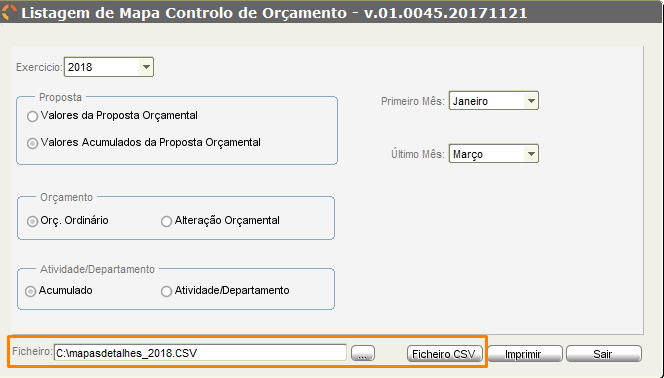 Listagem de Mapa Controlo de Orçamento - v.01.0045.20171121
Exercicio: 2018
Proposta
Valores da Proposta Orçamental
Valores Acumulados da Proposta Orçamental
Primeiro Mês: Janeiro
Último Mês: Março
Orçamento
Orç. Ordinário Alteração Orçamental
Atividade/Departamento
Acumulado Atividade/Departamento
Ficheiro: C:\mapasdetalhes_2018.CSV ... Ficheiro CSV Imprimir Sair